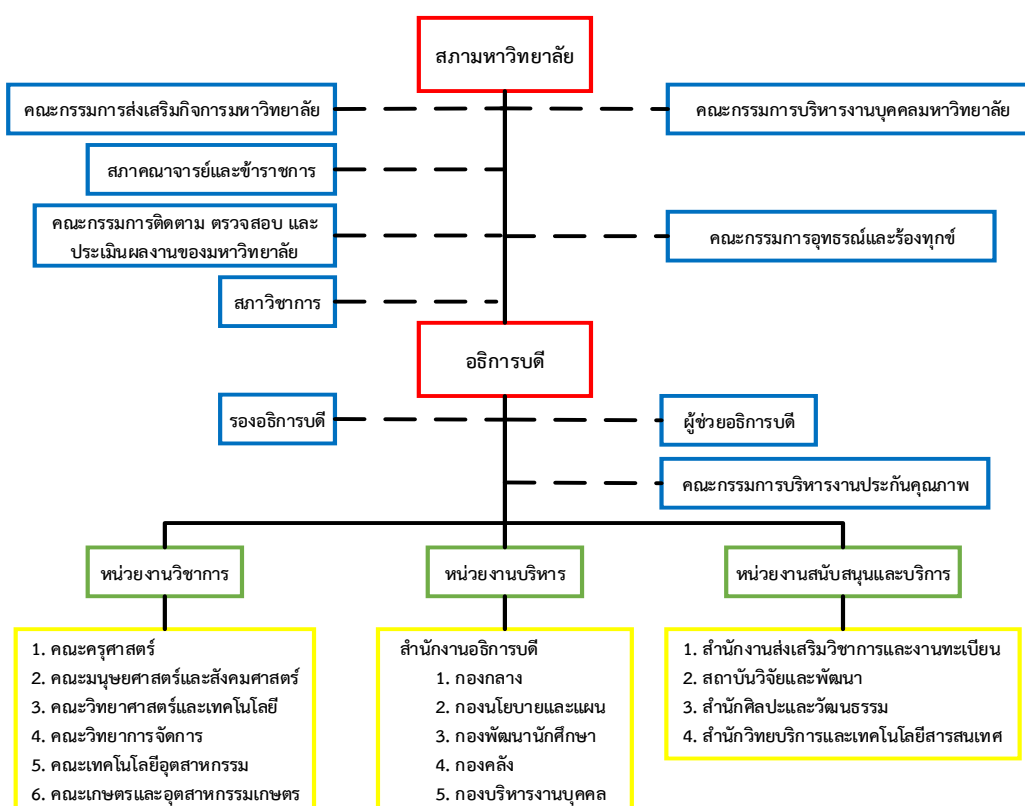 สภามหาวิทยาลัย
คณะกรรมการส่งเสริมกิจการมหาวิทยาลัย
คณะกรรมการบริหารงานบุคคลมหาวิทยาลัย
สภาคณาจารย์และข้าราชการ
คณะกรรมการติดตาม ตรวจสอบ และ
ประเมินผลงานของมหาวิทยาลัย
คณะกรรมการอุทธรณ์และร้องทุกข์
สภาวิชาการ
อธิการบดี
รองอธิการบดี
ผู้ช่วยอธิการบดี
คณะกรรมการบริหารงานประกันคุณภาพ
หน่วยงานวิชาการ
หน่วยงานบริหาร
หน่วยงานสนับสนุนและบริการ
1. คณะครุศาสตร์
2. คณะมนุษยศาสตร์และสังคมศาสตร์
3. คณะวิทยาศาสตร์และเทคโนโลยี
4. คณะวิทยาการจัดการ
5. คณะเทคโนโลยีอุตสาหกรรม
6. คณะเกษตรและอุตสาหกรรมเกษตร
สำนักงานอธิการบดี
1. กองกลาง
2. กองนโยบายและแผน
3. กองพัฒนานักศึกษา
4. กองคลัง
5. กองบริหารงานบุคคล
1. สำนักงานส่งเสริมวิชาการและงานทะเบียน
2. สถาบันวิจัยและพัฒนา
3. สำนักศิลปะและวัฒนธรรม
4. สำนักวิทยบริการและเทคโนโลยีสารสนเทศ